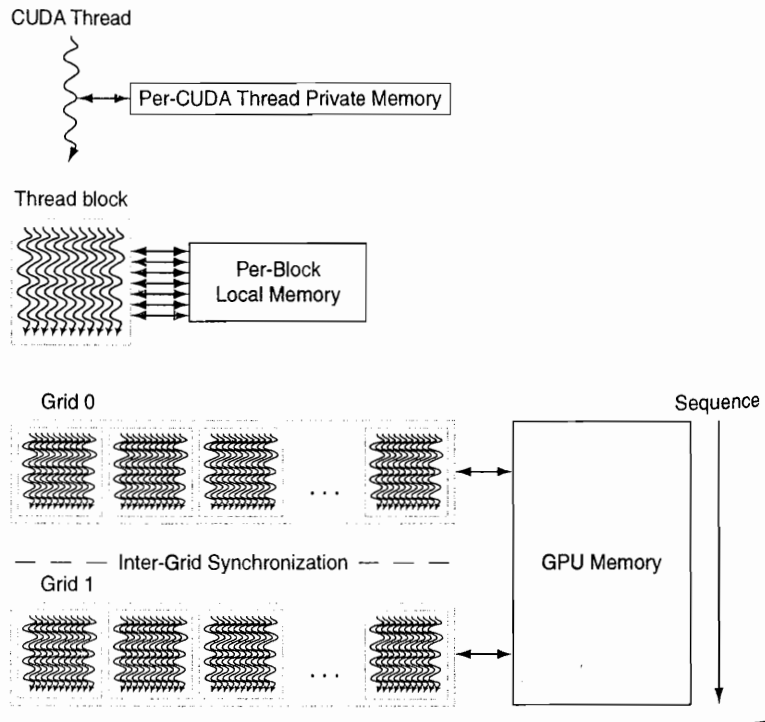 CUDA Thread
Per-CUDA Thread Private Memory
Thread block
Per-Block
Local Memory
Grid 0
Sequence
. . .
Inter-Grid Synchronization
GPU Memory
Grid 1
. . .